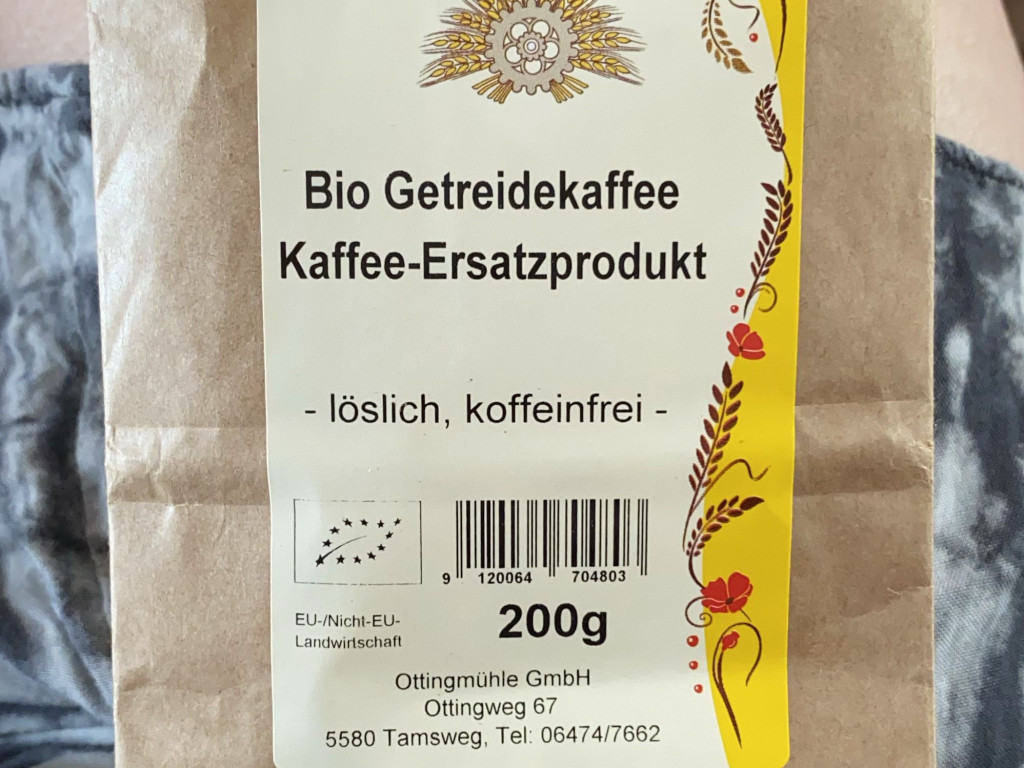 Bio Getreidekaffee
Kaffee-Ersatzprodukt
- löslich, koffeinfrei -
9 120064 704803
EU-/Nicht-EU-
Landwirtschaft
200g
Ottingmühle GmbH
Ottingweg 67
5580 Tamsweg, Tel: 06474/7662